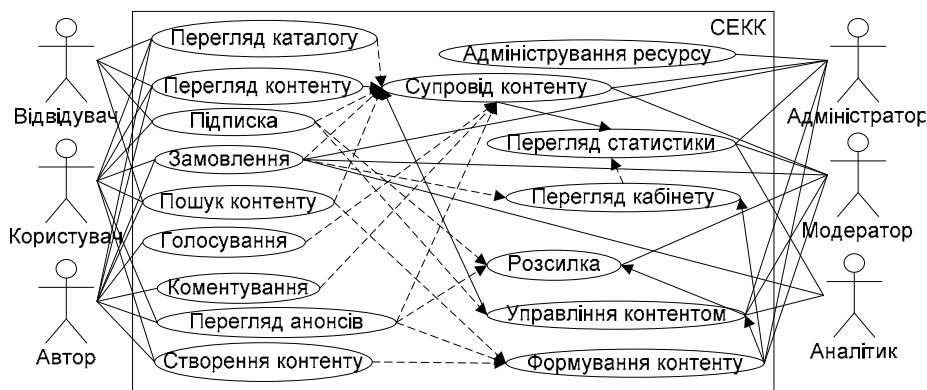 СЕКК
Перегляд каталогу
Адміністрування ресурсу
Перегляд контенту
Супровід контенту
Відвідувач
Адміністратор
Підписка
Перегляд статистики
Замовлення
Перегляд кабінету
Пошук контенту
Користувач
Модератор
Голосування
Розсилка
Коментування
Управління контентом
Перегляд анонсів
Автор
Аналітик
Створення контенту
Формування контенту